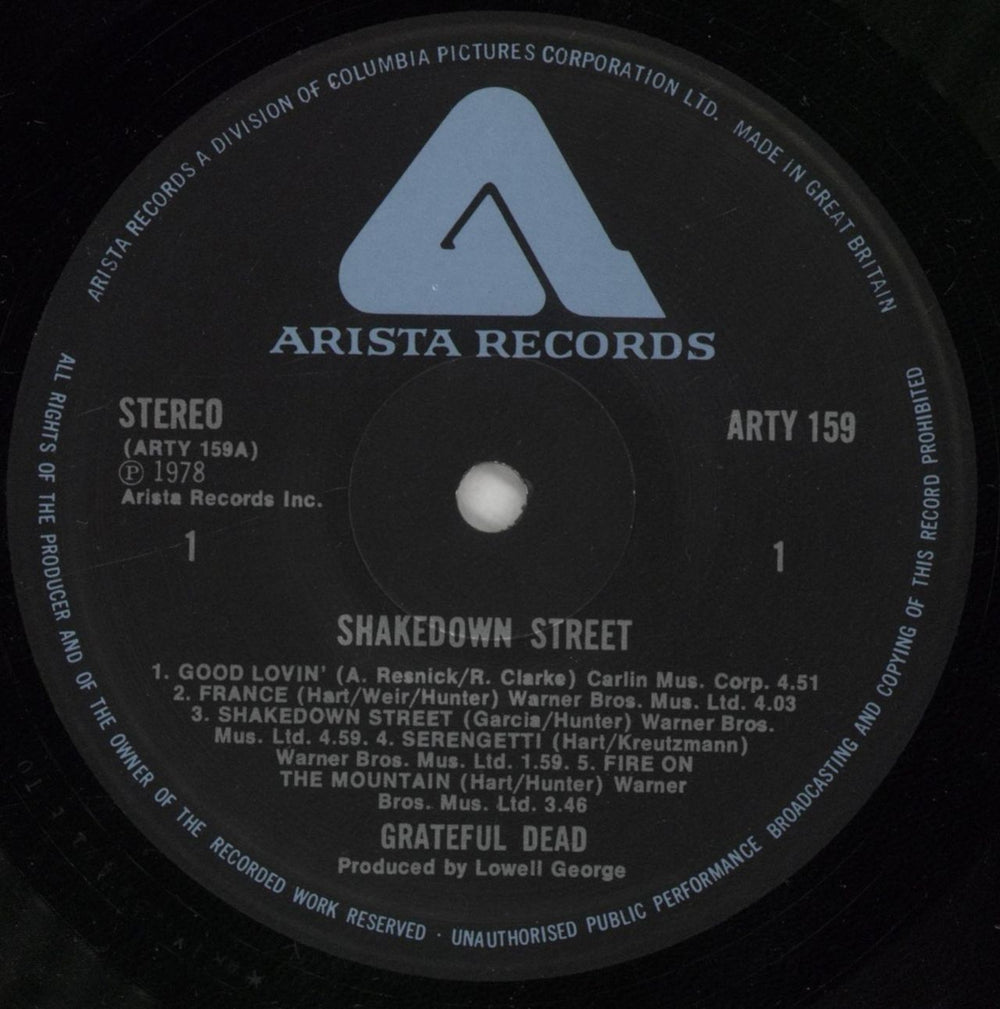 ARISTA RECORDS A DIVISION OF COLUMBIA PICTURES CORPORATION LTD. MADE IN GREAT BRITAIN
ARISTA RECORDS
STEREO
(ARTY 159A)
Ⓟ 1978
Arista Records Inc.
1
ARTY 159
1
SHAKEDOWN STREET
1. GOOD LOVIN' (A. Resnick/R. Clarke) Carlin Mus. Corp. 4.51
2. FRANCE (Hart/Weir/Hunter) Warner Bros. Mus. Ltd. 4.03
3. SHAKEDOWN STREET (Garcia/Hunter) Warner Bros.
Mus. Ltd. 4.59. 4. SERENGETTI (Hart/Kreutzmann)
Warner Bros. Mus. Ltd. 1.59. 5. FIRE ON
THE MOUNTAIN (Hart/Hunter) Warner
Bros. Mus. Ltd. 3.46
GRATEFUL DEAD
Produced by Lowell George
ALL RIGHTS OF THE PRODUCER AND OF THE OWNER OF THE RECORDED WORK RESERVED · UNAUTHORISED PUBLIC PERFORMANCE BROADCASTING AND COPYING OF THIS RECORD PROHIBITED